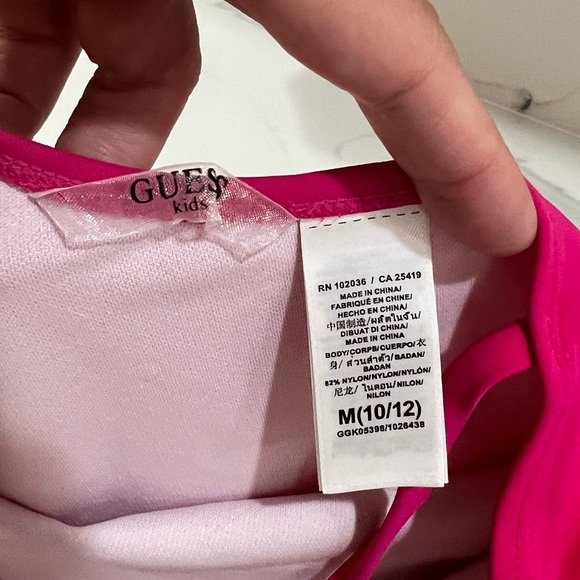 GUESS
kids
RN 102036 / CA 25419
MADE IN CHINA/
FABRIQUÉ EN CHINE/
HECHO EN CHINA/
中国制造/ผลิตในจีน/
DIBUAT DI CHINA/
MADE IN CHINA
BODY/CORPS/CUERPO/衣
身/ ส่วนลำตัว/BADAN/
BADAN
82% NYLON/NYLON/NYLÓN/
尼龙/ ไนลอน/NILON/
NILON
M(10/12)
GGK05398/1026438